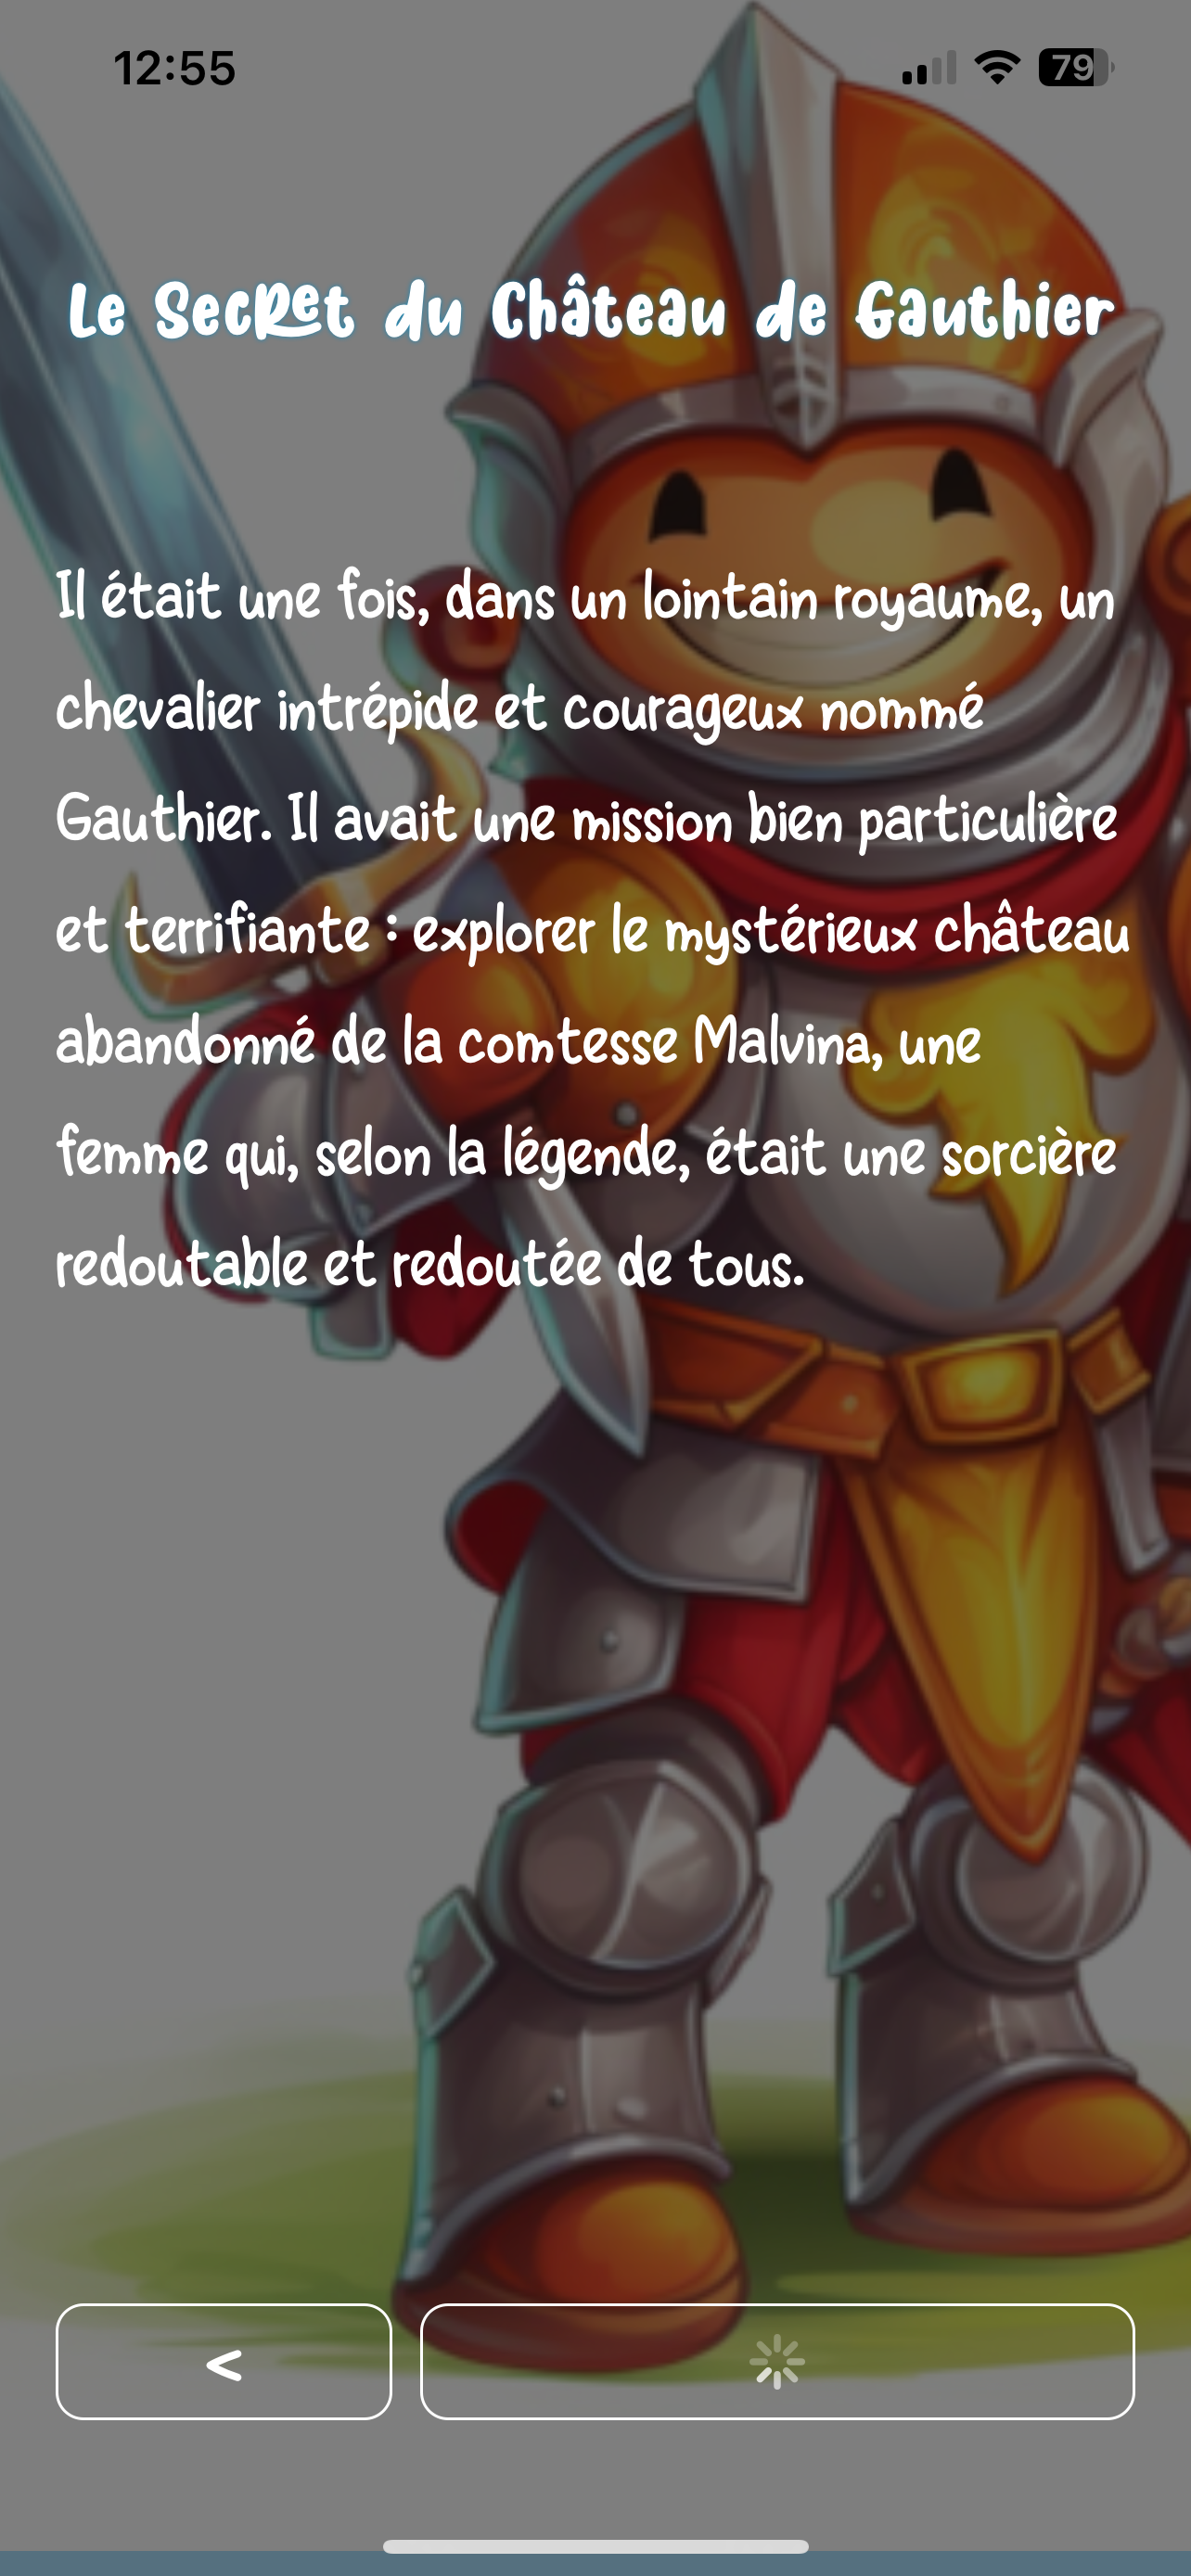 12:55
79
Le Secret du Château de Gauthier
Il était une fois, dans un lointain royaume, un
chevalier intrépide et courageux nommé
Gauthier. Il avait une mission bien particulière
et terrifiante : explorer le mystérieux château
abandonné de la comtesse Malvina, une
femme qui, selon la légende, était une sorcière
redoutable et redoutée de tous.
<